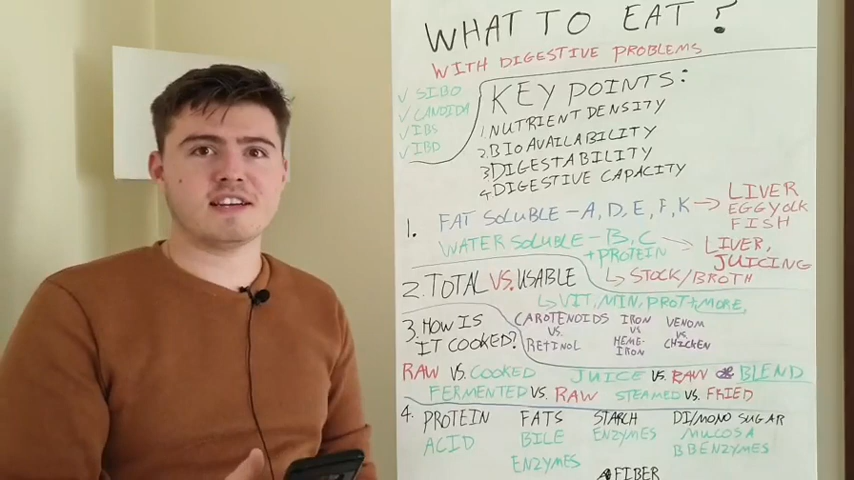 WHAT TO EAT?
WITH DIGESTIVE PROBLEMS
✓ SIBO
✓ CANDIDA
✓ IBS
✓ IBD
KEY POINTS:
1. NUTRIENT DENSITY
2. BIOAVAILABILITY
3 DIGESTABILITY
4. DIGESTIVE CAPACITY
1. FAT SOLUBLE - A, D, E, F, K → LIVER
EGG YOLK
FISH
WATER SOLUBLE - B, C → LIVER,
JUICING
+ PROTEIN
↳ STOCK/BROTH
2. TOTAL VS. USABLE
↳ VIT, MIN, PROT + MORE
3. HOW IS
IT COOKED?
CAROTENOIDS
VS.
RETINOL
IRON
VS
HEME-
IRON
VENOM
VS
CHICKEN
RAW VS. COOKED
JUICE VS. RAW BLEND
FERMENTED VS. RAW
STEAMED VS. FRIED
4. PROTEIN
ACID
FATS
BILE
ENZYMES
STARCH
ENZYMES
DI/MONO SUGAR
MUCOSA
BB ENZYMES
FIBER